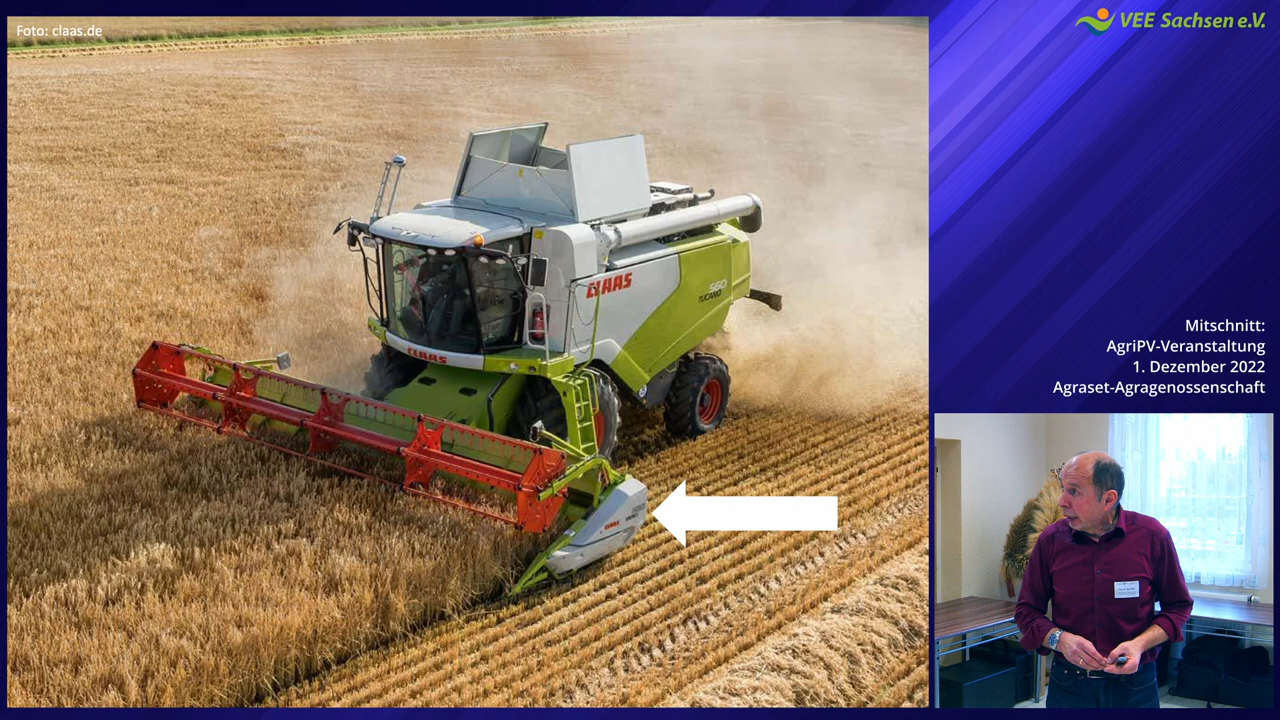 Foto: claas.de
VEE Sachsen e.V.
CLAAS
560
TUCANO
CLAAS
CLAAS
Mitschnitt:
AgriPV-Veranstaltung
1. Dezember 2022
Agraset-Agragenossenschaft